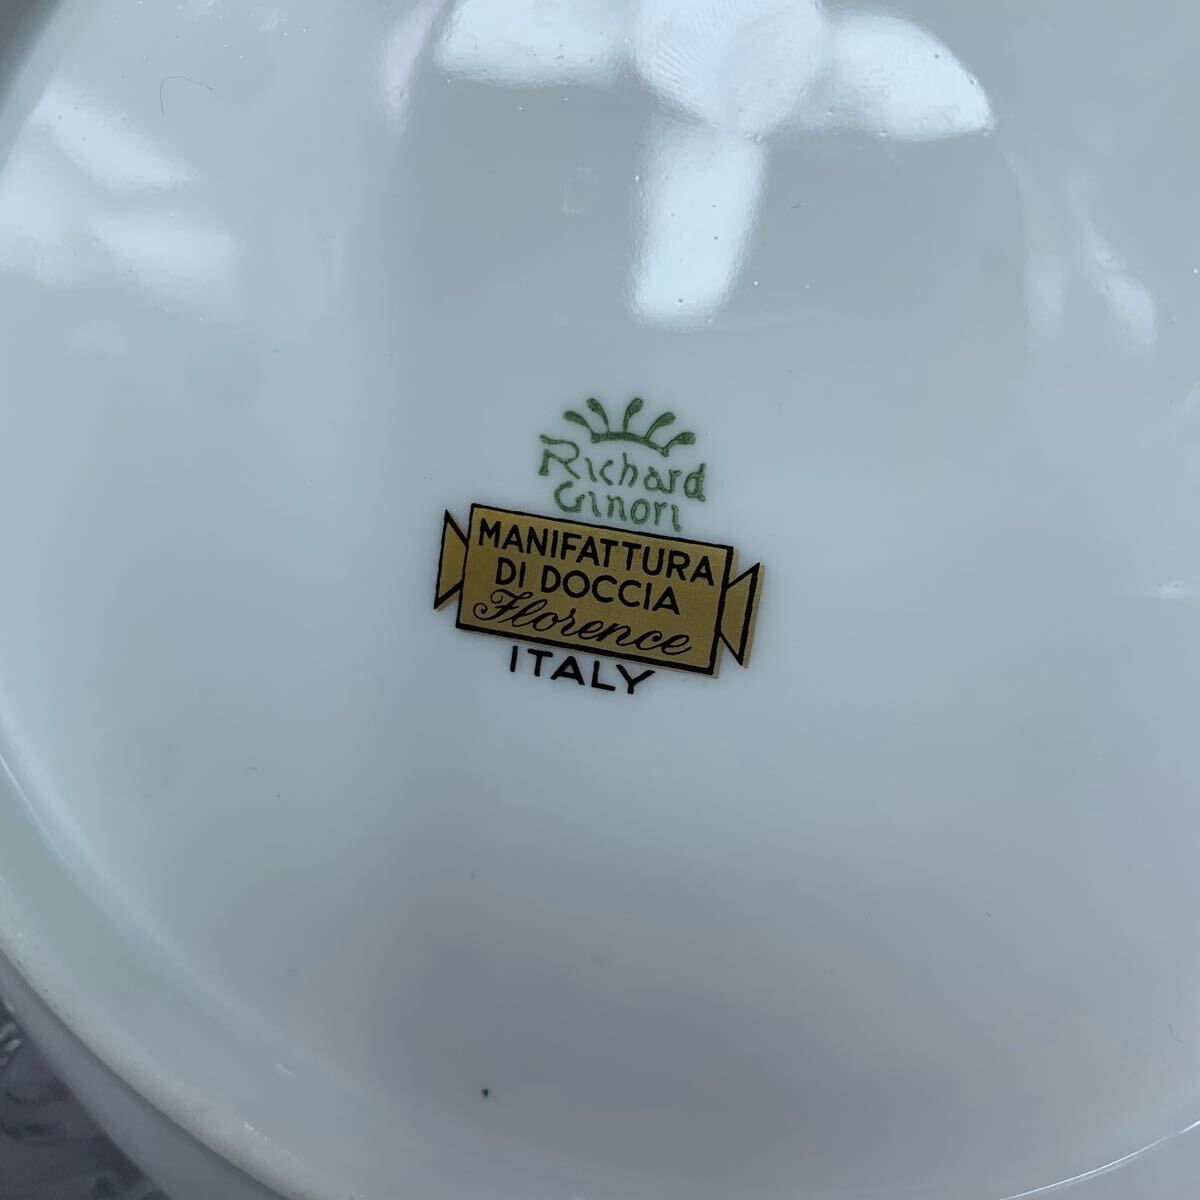 Richard
Ginori
MANIFATTURA
DI DOCCIA
Florence
ITALY